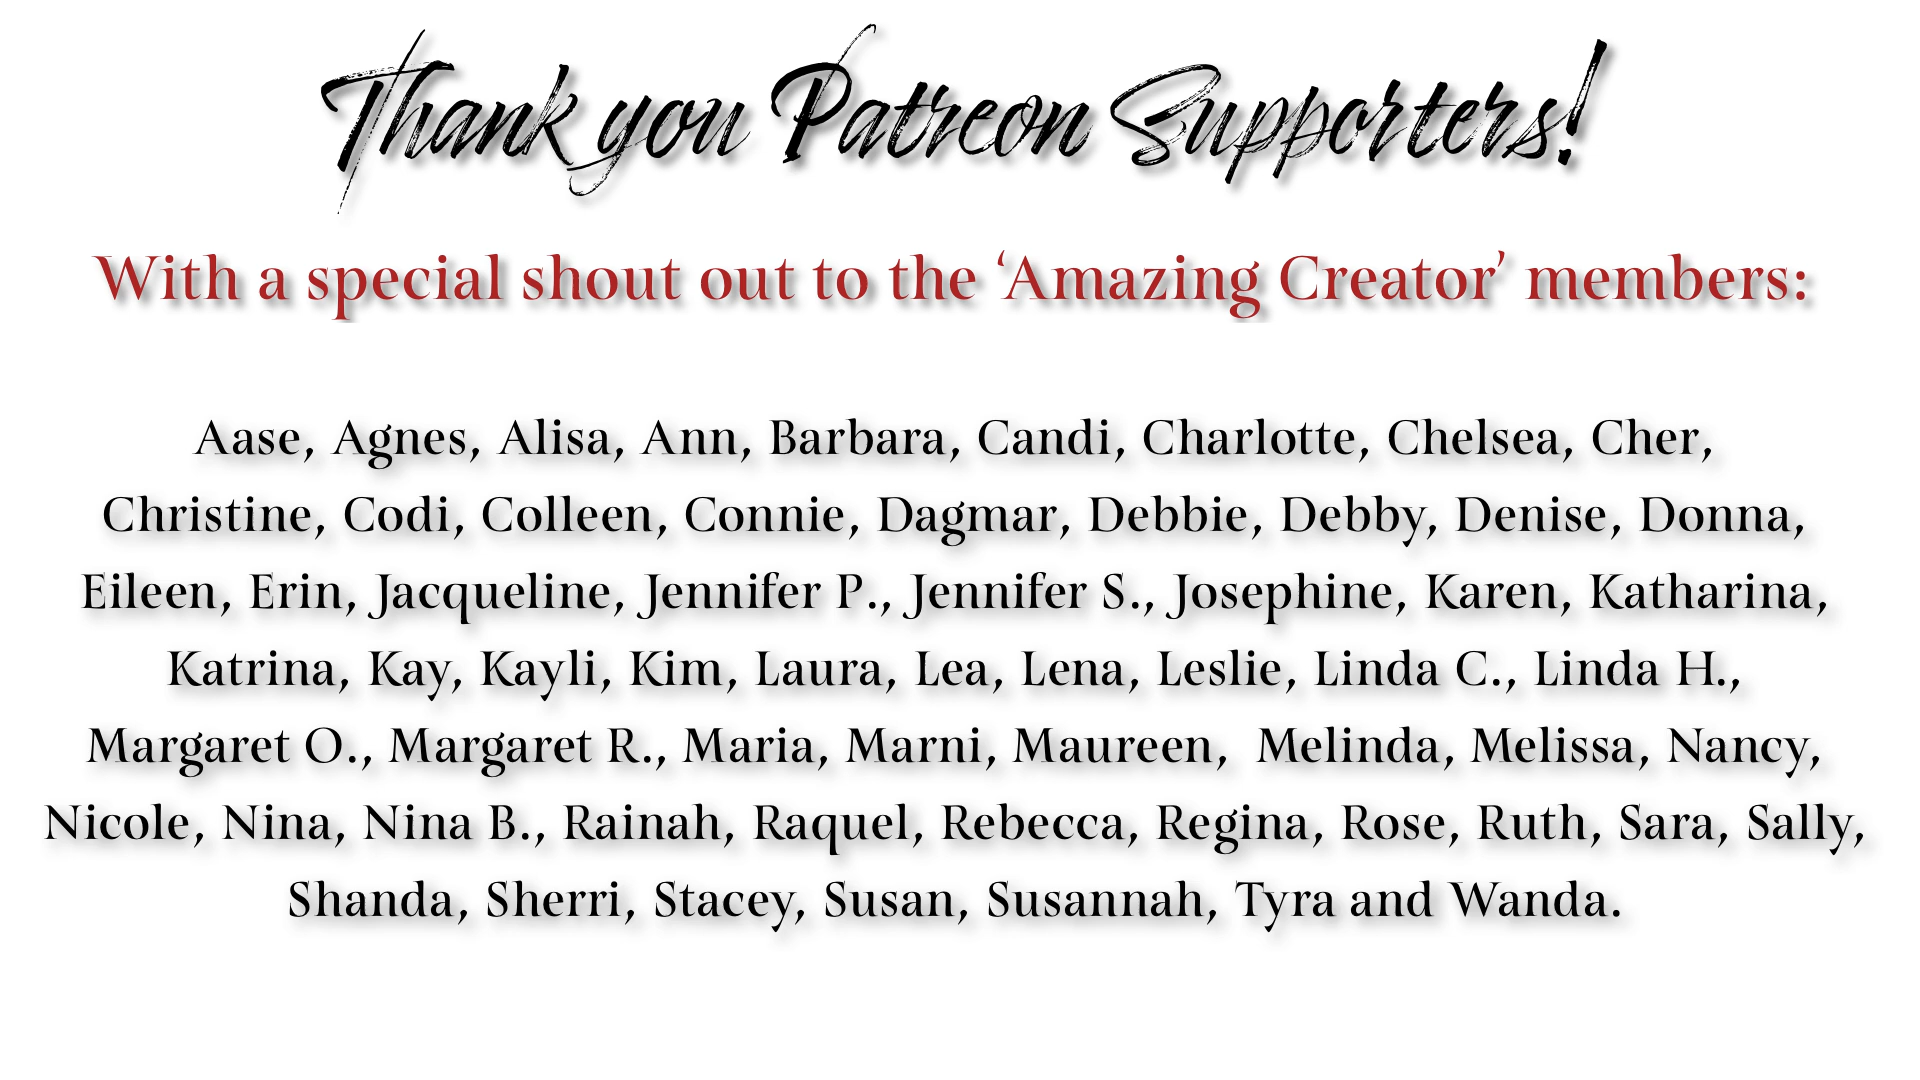 Thank you Patreon Supporters!
With a special shout out to the ‘Amazing Creator’ members:
Aase, Agnes, Alisa, Ann, Barbara, Candi, Charlotte, Chelsea, Cher,
Christine, Codi, Colleen, Connie, Dagmar, Debbie, Debby, Denise, Donna,
Eileen, Erin, Jacqueline, Jennifer P., Jennifer S., Josephine, Karen, Katharina,
Katrina, Kay, Kayli, Kim, Laura, Lea, Lena, Leslie, Linda C., Linda H.,
Margaret O., Margaret R., Maria, Marni, Maureen,  Melinda, Melissa, Nancy,
Nicole, Nina, Nina B., Rainah, Raquel, Rebecca, Regina, Rose, Ruth, Sara, Sally,
Shanda, Sherri, Stacey, Susan, Susannah, Tyra and Wanda.